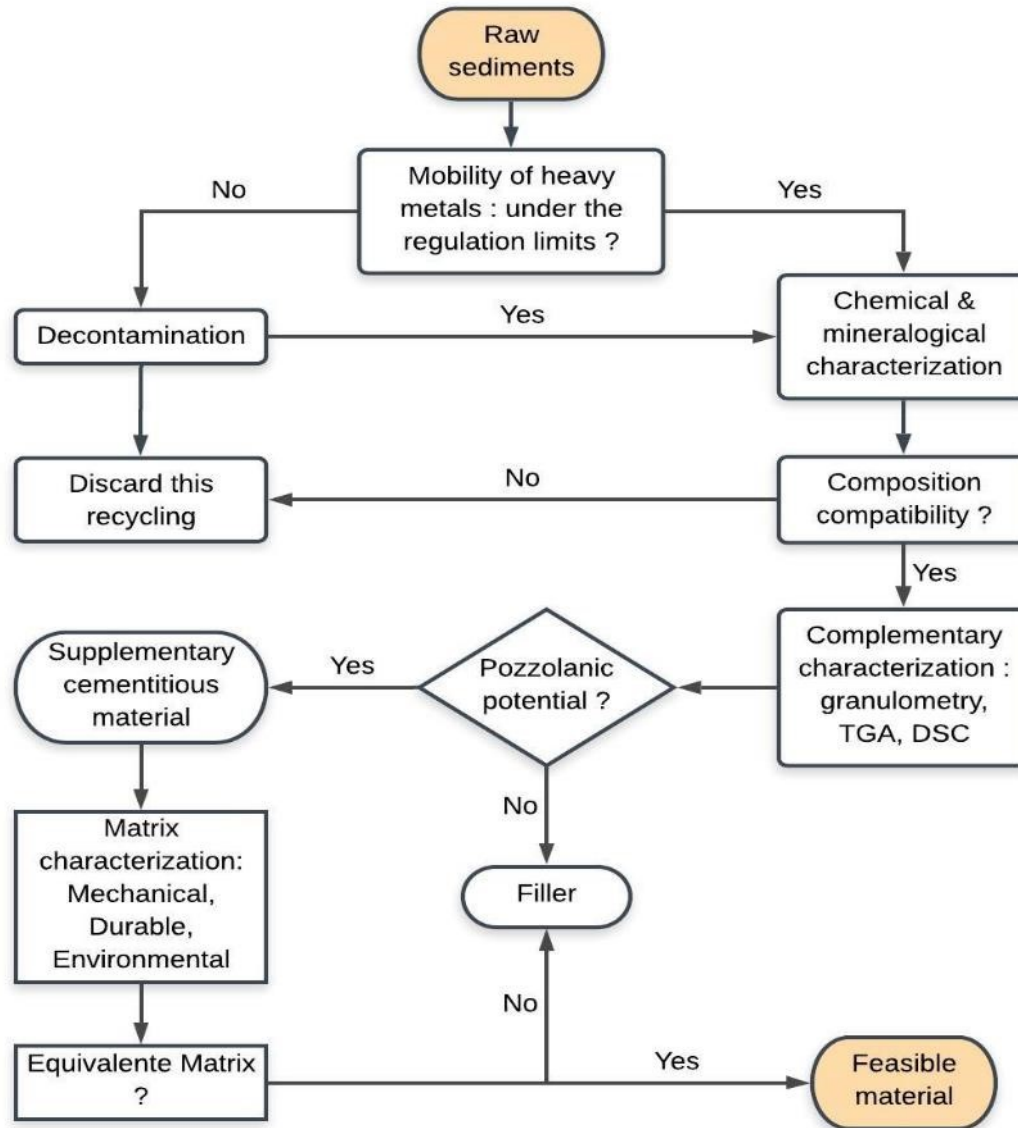 Raw
sediments
Mobility of heavy
metals : under the
regulation limits ?
No
Yes
Decontamination
Yes
Chemical &
mineralogical
characterization
Discard this
recycling
No
Composition
compatibility ?
Yes
Supplementary
cementitious
material
Yes
Pozzolanic
potential ?
Complementary
characterization :
granulometry,
TGA, DSC
No
Matrix
characterization:
Mechanical,
Durable,
Environmental
Filler
No
Equivalente Matrix
?
Yes
Feasible
material